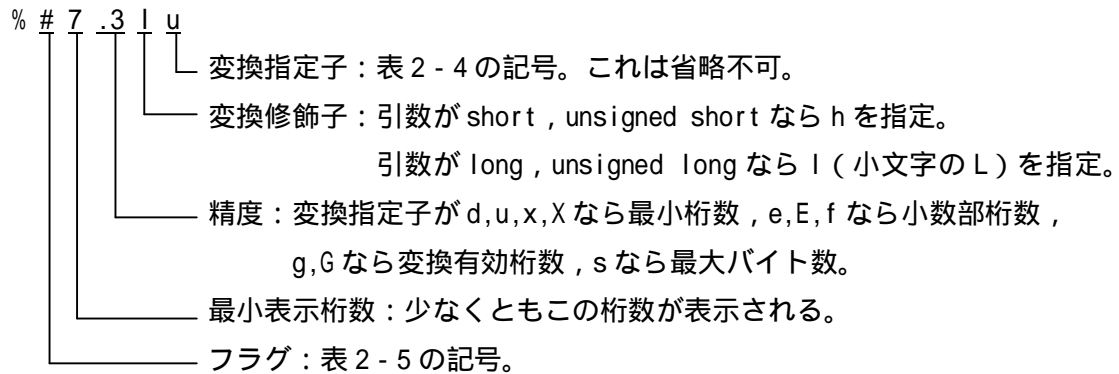 % # 7 .3 l u
変換指定子：表2-4の記号。これは省略不可。
変換修飾子：引数が short , unsigned short なら h を指定。
引数が long , unsigned long なら l（小文字の L）を指定。
精度：変換指定子が d,u,x,X なら最小桁数 , e,E,f なら小数部桁数 ,
g,G なら変換有効桁数 , s なら最大バイト数。
最小表示桁数：少なくともこの桁数が表示される。
フラグ：表2-5の記号。